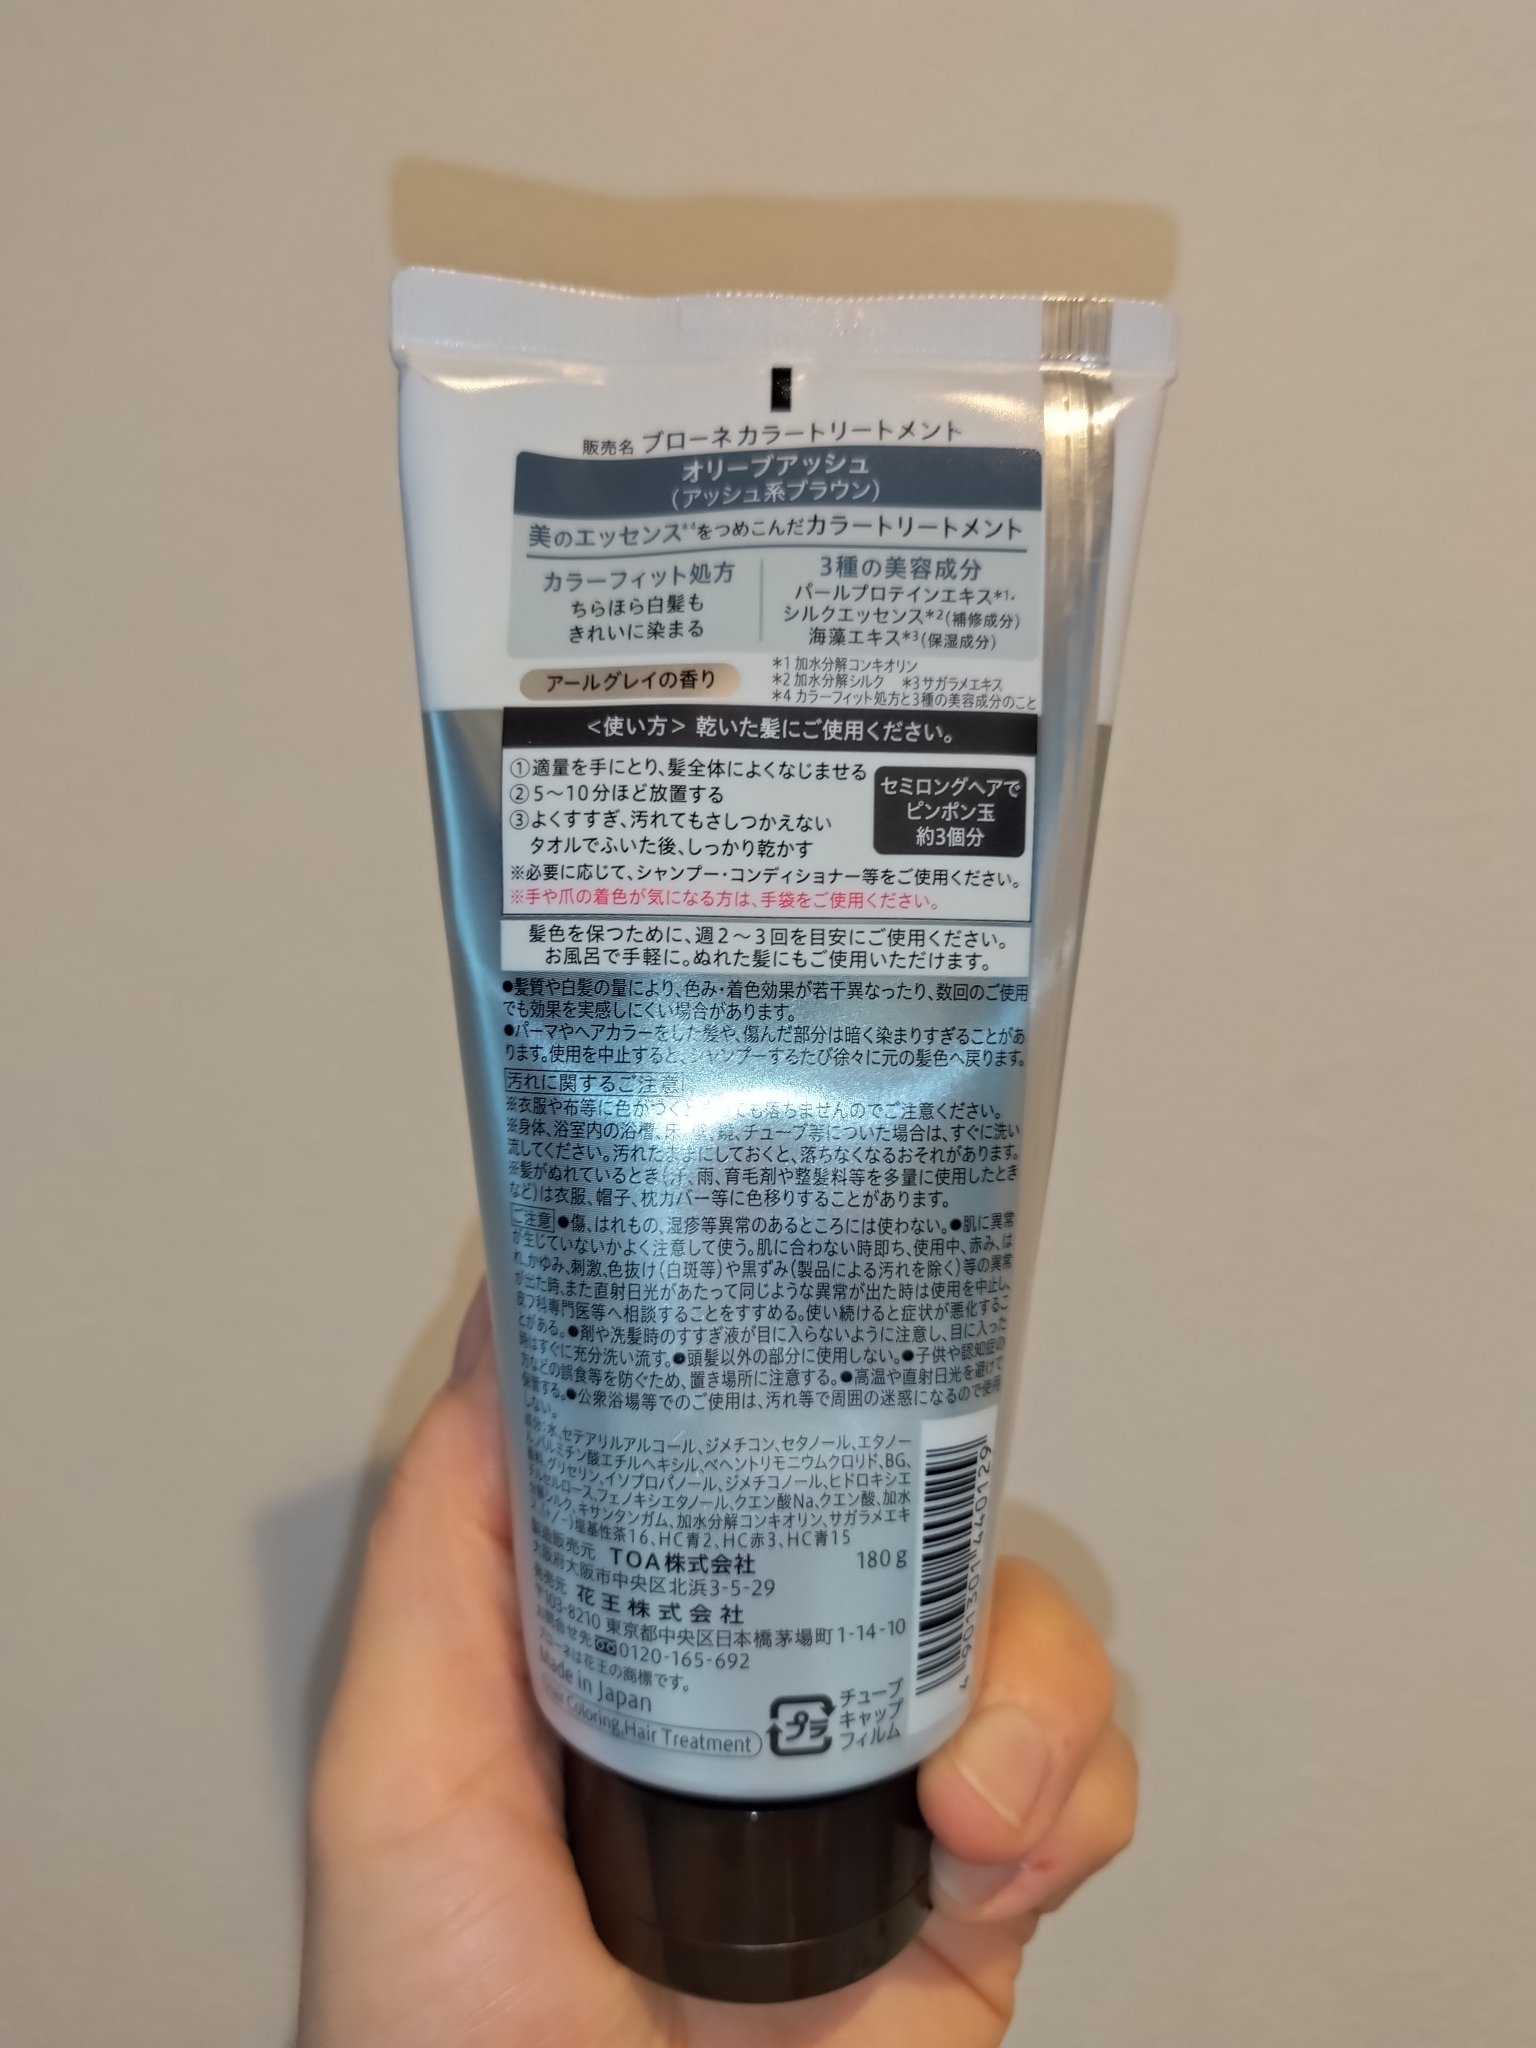 販売名 ブローネ カラートリートメント
オリーブアッシュ
(アッシュ系ブラウン)
美のエッセンス*4をつめこんだカラートリートメント
カラーフィット処方
ちらほら白髪も
きれいに染まる
3種の美容成分
パールプロテインエキス*1,
シルクエッセンス*2(補修成分)
海藻エキス*3(保湿成分)
アールグレイの香り
*1 加水分解コンキオリン
*2 加水分解シルク *3 サガラメエキス
*4 カラーフィット処方と3種の美容成分のこと
<使い方> 乾いた髪にご使用ください。
①適量を手にとり、髪全体によくなじませる
②5〜10分ほど放置する
③よくすすぎ、汚れてもさしつかえない
タオルでふいた後、しっかり乾かす
セミロングヘアで
ピンポン玉
約3個分
※必要に応じて、シャンプー・コンディショナー等をご使用ください。
※手や爪の着色が気になる方は、手袋をご使用ください。
髪色を保つために、週2〜3回を目安にご使用ください。
お風呂で手軽に。ぬれた髪にもご使用いただけます。
●髪質や白髪の量により、色み・着色効果が若干異なったり、数回のご使用
でも効果を実感しにくい場合があります。
●パーマやヘアカラーをした髪や、傷んだ部分は暗く染まりすぎることがあ
ります。使用を中止すると、シャンプーするたび徐々に元の髪色へ戻ります。
汚れに関するご注意
※衣服や布等に色がつくと ても落ちませんのでご注意ください。
※身体、浴室内の浴槽、床、壁、鏡、チューブ等についた場合は、すぐに洗い
流してください。汚れたままにしておくと、落ちなくなるおそれがあります。
※髪がぬれているとき(汗、雨、育毛剤や整髪料等を多量に使用したとき
など)は衣服、帽子、枕カバー等に色移りすることがあります。
ご注意 ●傷、はれもの、湿疹等異常のあるところには使わない。●肌に異常
が生じていないかよく注意して使う。肌に合わない時即ち、使用中、赤み、は
れ、かゆみ、刺激、色抜け(白斑等)や黒ずみ(製品による汚れを除く)等の異常
が出た時、また直射日光があたって同じような異常が出た時は使用を中止し、
皮フ科専門医等へ相談することをすすめる。使い続けると症状が悪化するこ
とがある。●剤や洗髪時のすすぎ液が目に入らないように注意し、目に入った
時はすぐに充分洗い流す。●頭髪以外の部分に使用しない。●子供や認知症の
方などの誤食等を防ぐため、置き場所に注意する。●高温や直射日光を避けて
保管する。●公衆浴場等でのご使用は、汚れ等で周囲の迷惑になるので使用
しない。
成分:水、セテアリルアルコール、ジメチコン、セタノール、エタノー
ル、パルミチン酸エチルヘキシル、ベヘントリモニウムクロリド、BG、
香料、グリセリン、イソプロパノール、ジメチコノール、ヒドロキシエ
チルセルロース、フェノキシエタノール、クエン酸Na、クエン酸、加水
分解シルク、キサンタンガム、加水分解コンキオリン、サガラメエキ
ス、(+/−)塩基性茶16、HC青2、HC赤3、HC青15
製造販売元 TOA株式会社
180g
大阪府大阪市中央区北浜3-5-29
発売元 花王株式会社
〒103-8210 東京都中央区日本橋茅場町1-14-10
お問合せ先 0120-165-692
ブローネは花王の商標です。
Made in Japan
Hair Coloring,Hair Treatment
プラ
チューブ
キャップ
フィルム
4 901301 440129